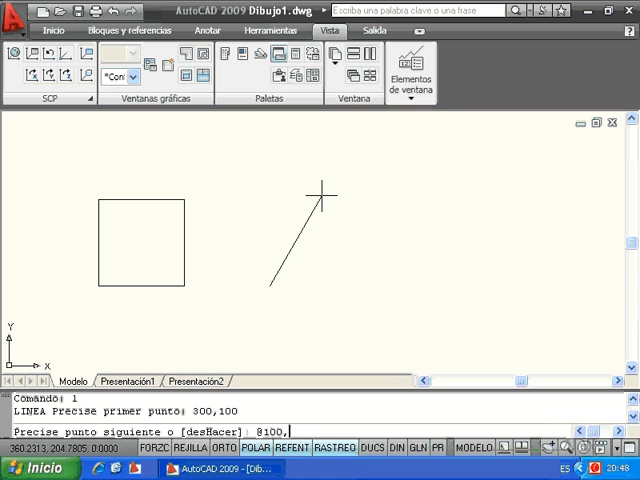 AutoCAD 2009 Dibujo1.dwg
Escriba una palabra clave o una frase
Inicio
Bloques y referencias
Anotar
Herramientas
Vista
Salida
*Con
Elementos
de ventana
SCP
Ventanas gráficas
Paletas
Ventana
Y
X
Modelo
Presentación1
Presentación2
Comando: l
LINEA Precise primer punto: 300,100
Precise punto siguiente o [desHacer]: @100,
360.2313, 204.7805, 0.0000
FORZC REJILLA ORTO POLAR REFENT RASTREO DUCS DIN GLN PR
MODELO
Inicio
AutoCAD 2009 - [Dib...
ES
20:48